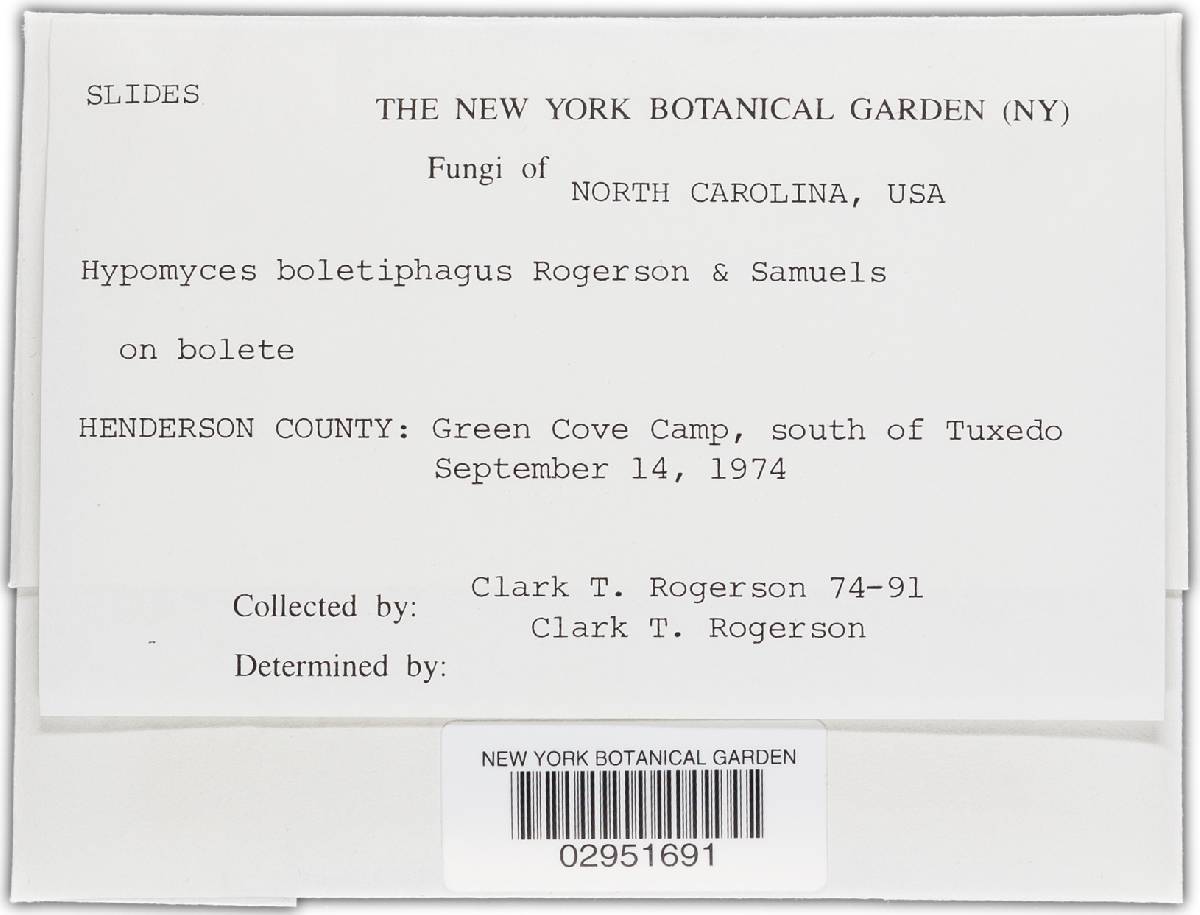 SLIDES
THE NEW YORK BOTANICAL GARDEN (NY)
Fungi of
NORTH CAROLINA, USA
Hypomyces boletiphagus Rogerson & Samuels
on bolete
HENDERSON COUNTY: Green Cove Camp, south of Tuxedo
September 14, 1974
Collected by: Clark T. Rogerson 74-91
Clark T. Rogerson
Determined by:
NEW YORK BOTANICAL GARDEN
02951691